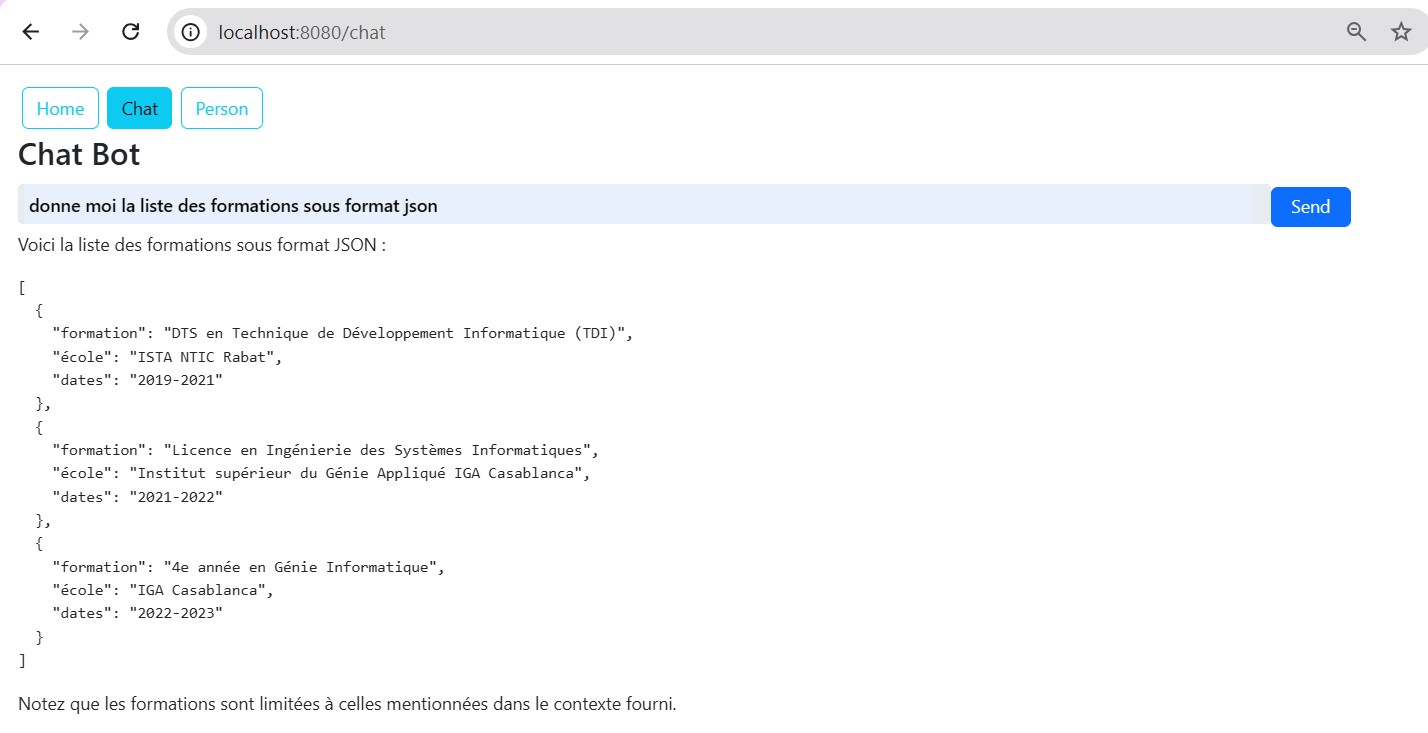 localhost:8080/chat
Home Chat Person
Chat Bot
donne moi la liste des formations sous format json
Send
Voici la liste des formations sous format JSON :
[
  {
    "formation": "DTS en Technique de Développement Informatique (TDI)",
    "école": "ISTA NTIC Rabat",
    "dates": "2019-2021"
  },
  {
    "formation": "Licence en Ingénierie des Systèmes Informatiques",
    "école": "Institut supérieur du Génie Appliqué IGA Casablanca",
    "dates": "2021-2022"
  },
  {
    "formation": "4e année en Génie Informatique",
    "école": "IGA Casablanca",
    "dates": "2022-2023"
  }
]
Notez que les formations sont limitées à celles mentionnées dans le contexte fourni.